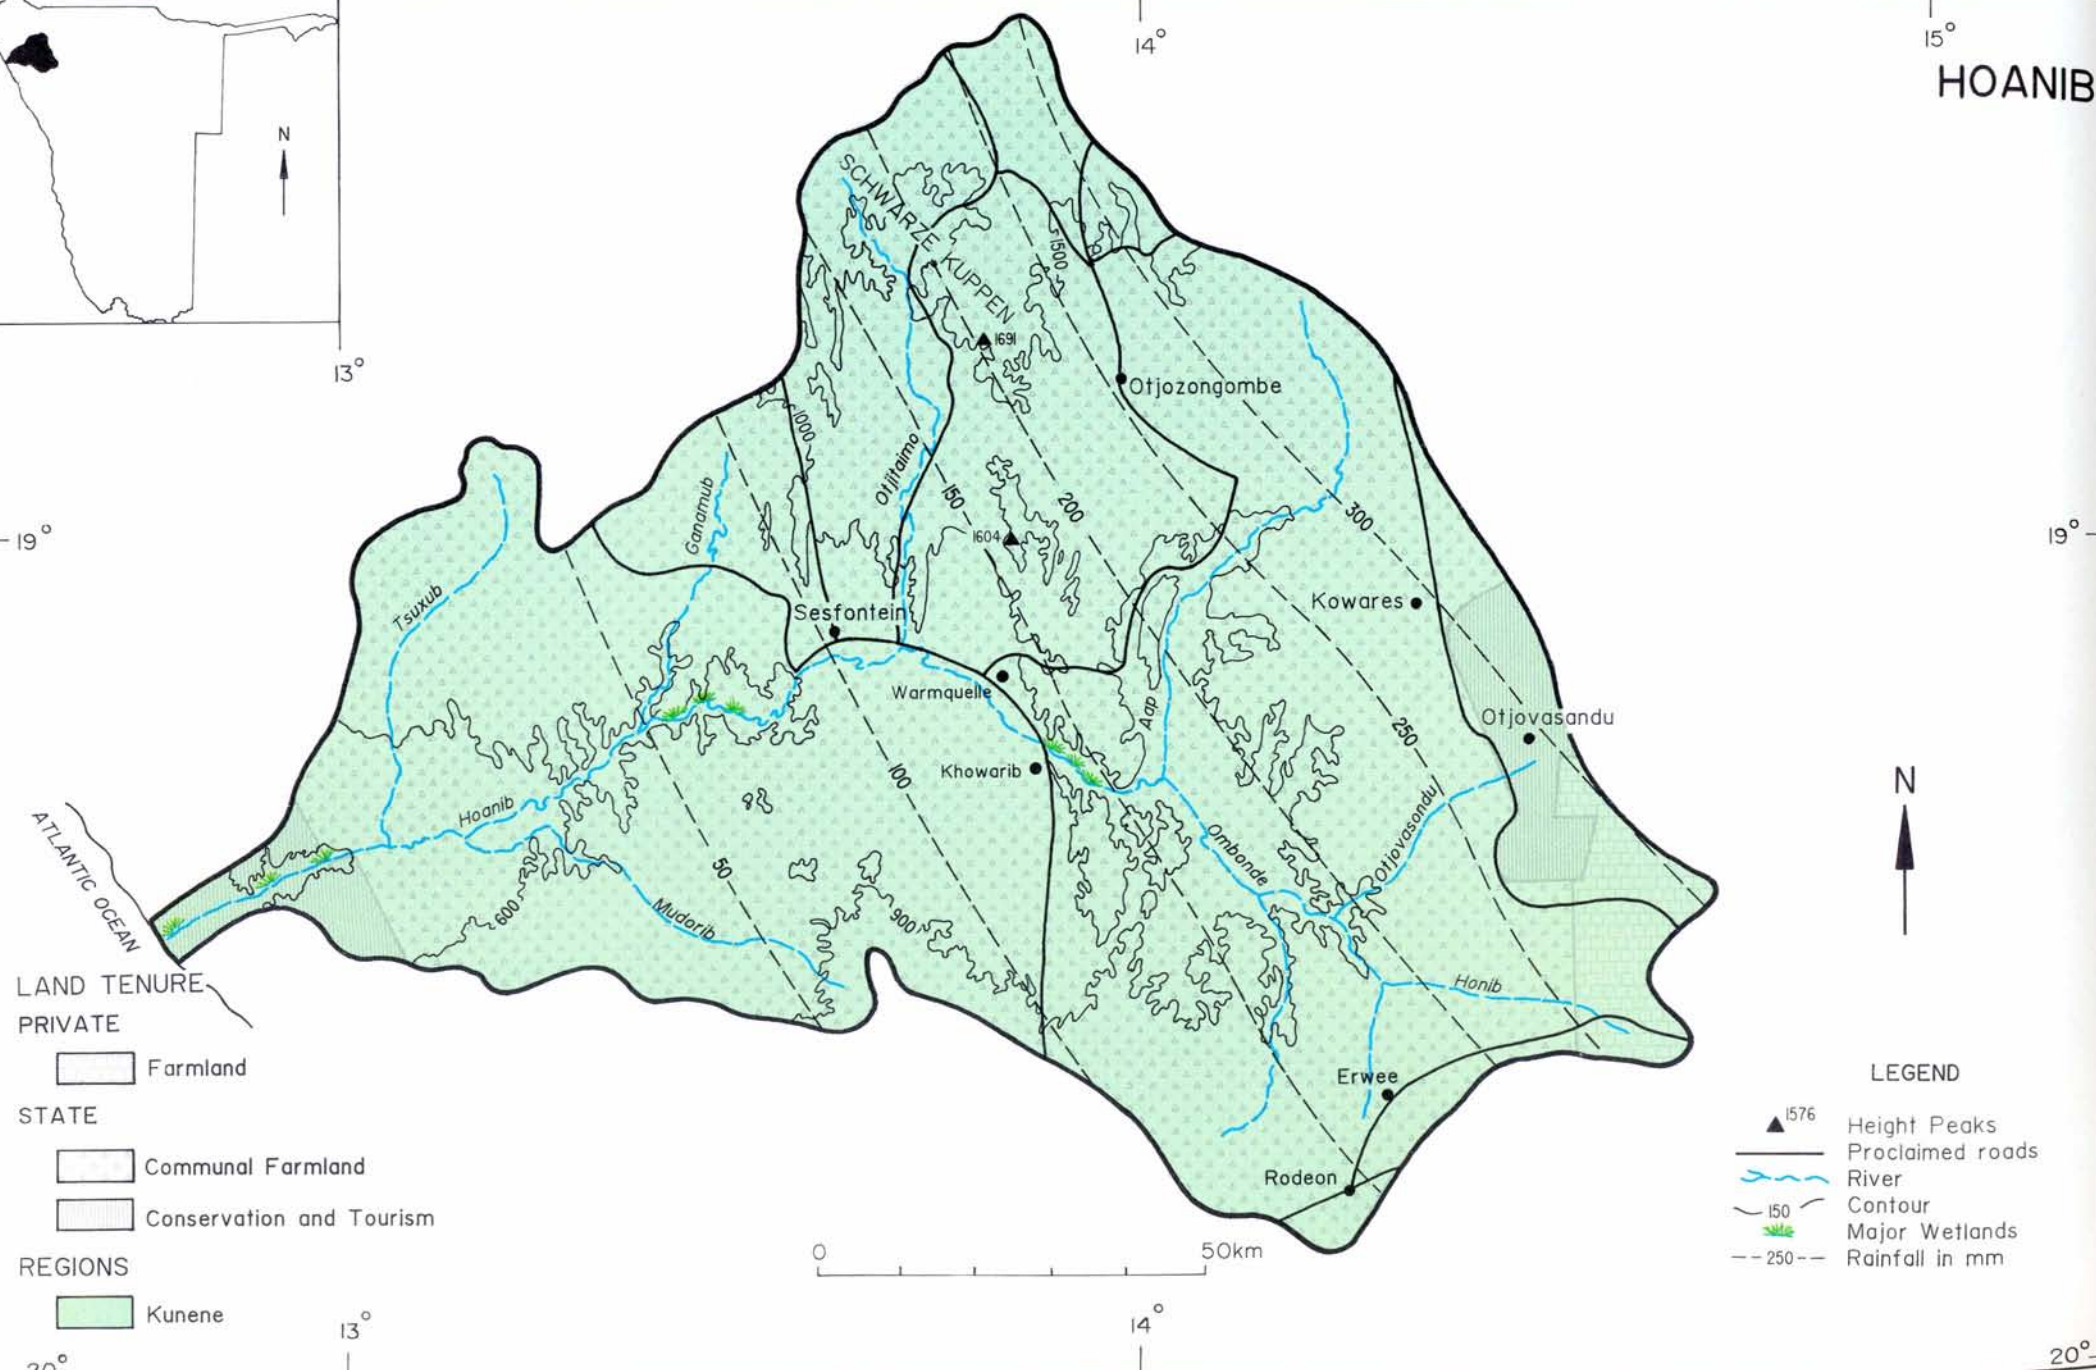 14°
15°
HOANIB
N
13°
SCHWARZE KUPPEN
1500
1691
Otjozongombe
1000
Otjitaimo
Ganamub
150
200
300
19°
1604
19°
Tsuxub
Sesfontein
Kowares
Warmquelle
Aap
250
Otjovasandu
Khowarib
100
N
Hoanib
Ombonde
Otjovasondu
ATLANTIC OCEAN
50
600
Mudorib
900
Honib
LAND TENURE
PRIVATE
Farmland
STATE
Communal Farmland
Conservation and Tourism
REGIONS
Kunene
Erwee
Rodeon
0 50km
LEGEND
1576 Height Peaks
Proclaimed roads
River
150 Contour
Major Wetlands
250 Rainfall in mm
13°
14°
20°
20°